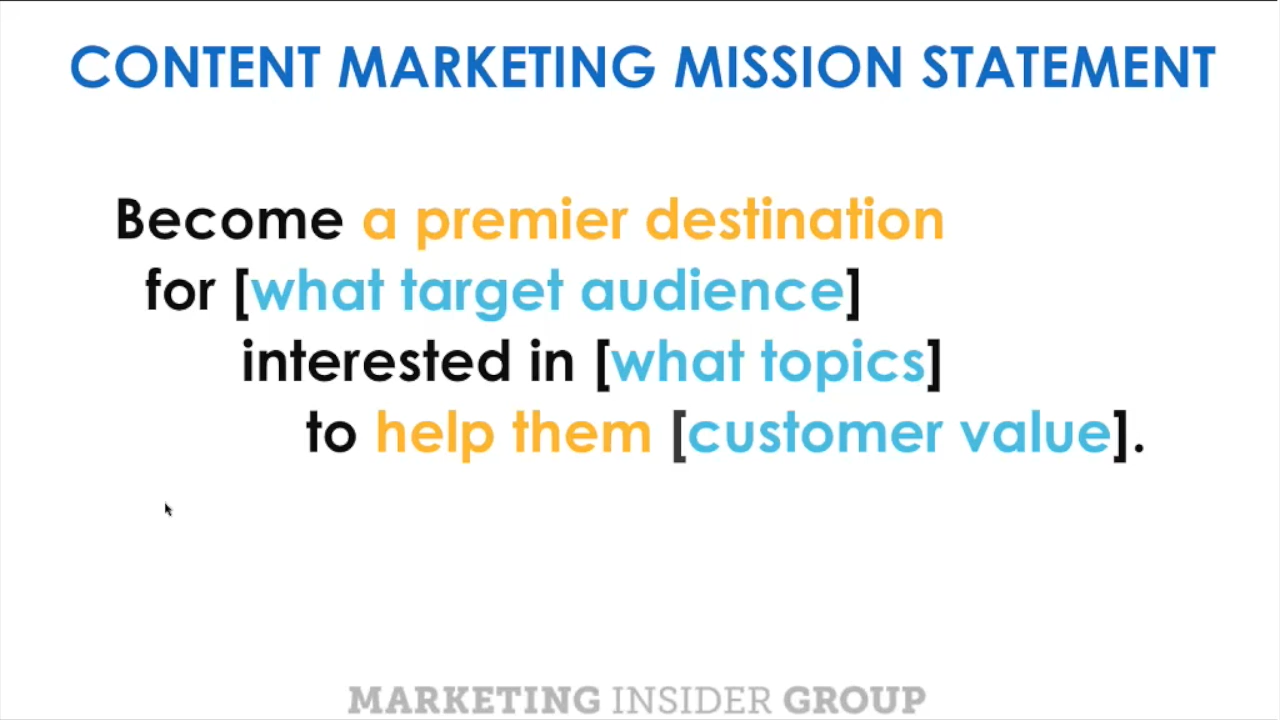 CONTENT MARKETING MISSION STATEMENT
Become a premier destination
for [what target audience]
interested in [what topics]
to help them [customer value].
MARKETING INSIDER GROUP